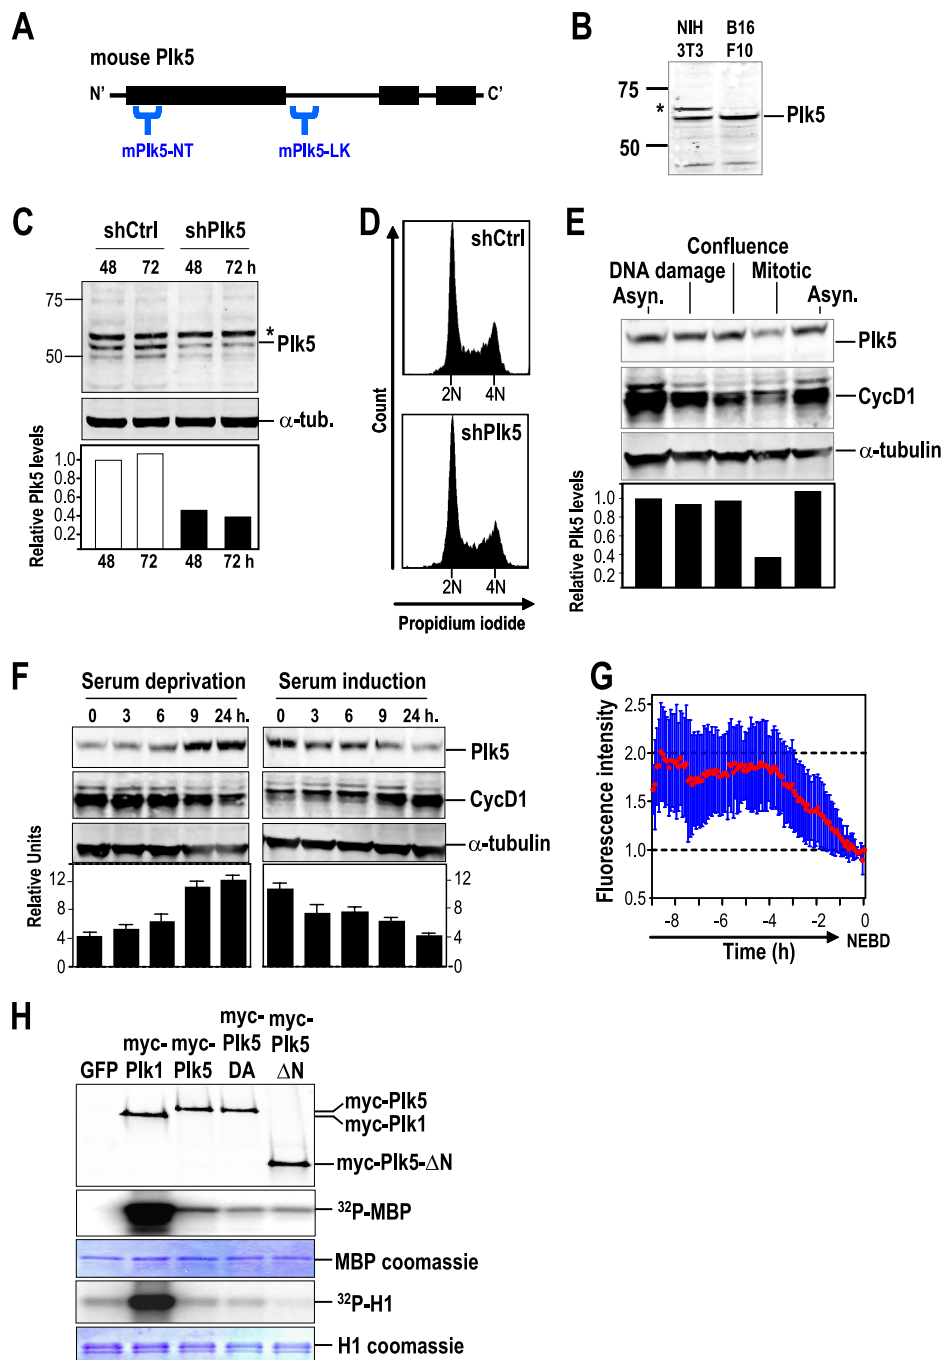 A
mouse Plk5
N'
C'
mPlk5-NT
mPlk5-LK
B
NIH B16
3T3 F10
75
*
Plk5
50
C
shCtrl shPlk5
48 72 48 72 h
75
*
Plk5
50
α-tub.
Relative Plk5 levels
1.0
0.8
0.6
0.4
0.2
48 72 48 72 h
D
shCtrl
2N 4N
Count
shPlk5
2N 4N
Propidium iodide
E
Confluence
DNA damage Mitotic
Asyn. Asyn.
Plk5
CycD1
α-tubulin
Relative Plk5 levels
1.0
0.8
0.6
0.4
0.2
F
Serum deprivation Serum induction
0 3 6 9 24 h. 0 3 6 9 24 h.
Plk5
CycD1
α-tubulin
Relative Units
12
8
4
0
12
8
4
0
G
Fluorescence intensity
2.5
2.0
1.5
1.0
0.5
-8 -6 -4 -2 0
Time (h)
NEBD
H
GFP
myc-Plk1
myc-Plk5
myc-Plk5 DA
myc-Plk5 ΔN
myc-Plk5
myc-Plk1
myc-Plk5-ΔN
³²P-MBP
MBP coomassie
³²P-H1
H1 coomassie